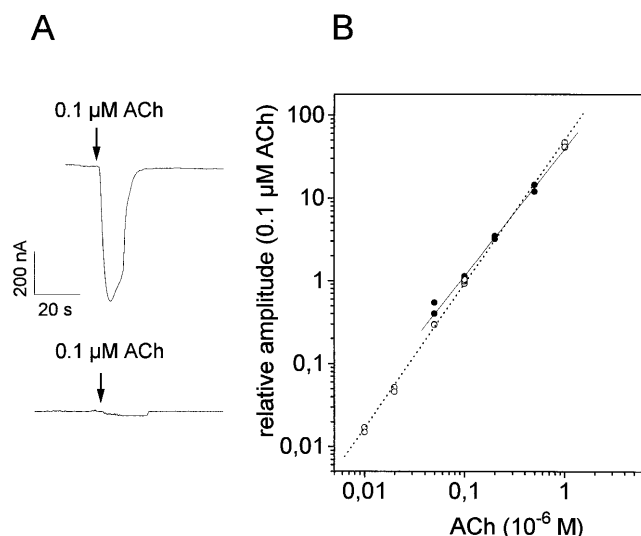 A
0.1 µM ACh
200 nA
20 s
0.1 µM ACh
B
relative amplitude (0.1 µM ACh)
100
10
1
0,1
0,01
0,01 0,1 1
ACh (10⁻⁶ M)